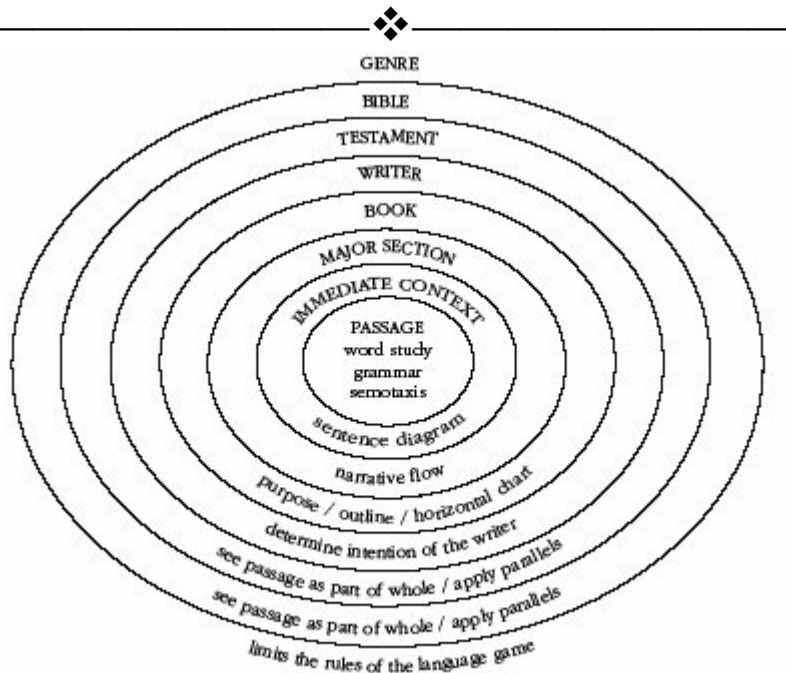 GENRE
BIBLE
TESTAMENT
WRITER
BOOK
MAJOR SECTION
IMMEDIATE CONTEXT
PASSAGE
word study
grammar
semotaxis
sentence diagram
narrative flow
purpose / outline / horizontal chart
determine intention of the writer
see passage as part of whole / apply parallels
see passage as part of whole / apply parallels
limits the rules of the language game